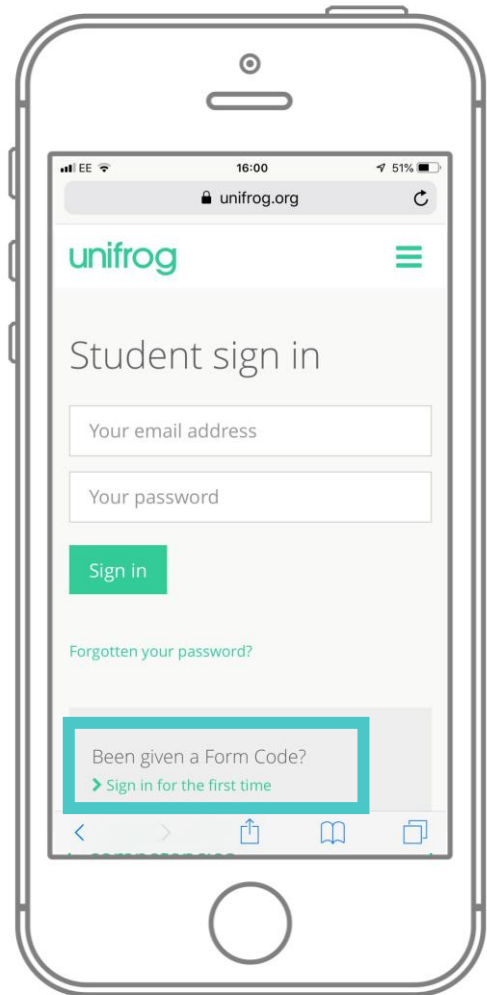 EE 16:00 51%
unifrog.org
unifrog
Student sign in
Your email address
Your password
Sign in
Forgotten your password?
Been given a Form Code?
Sign in for the first time